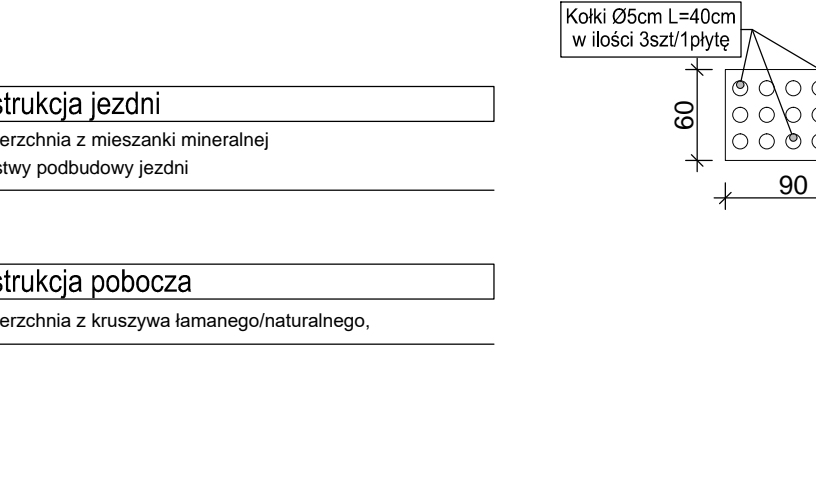 Kołki Ø5cm L=40cm
w ilości 3szt/1płytę
strukcja jezdni
erzchnia z mieszanki mineralnej
stwy podbudowy jezdni
60
90
strukcja pobocza
erzchnia z kruszywa łamanego/naturalnego,